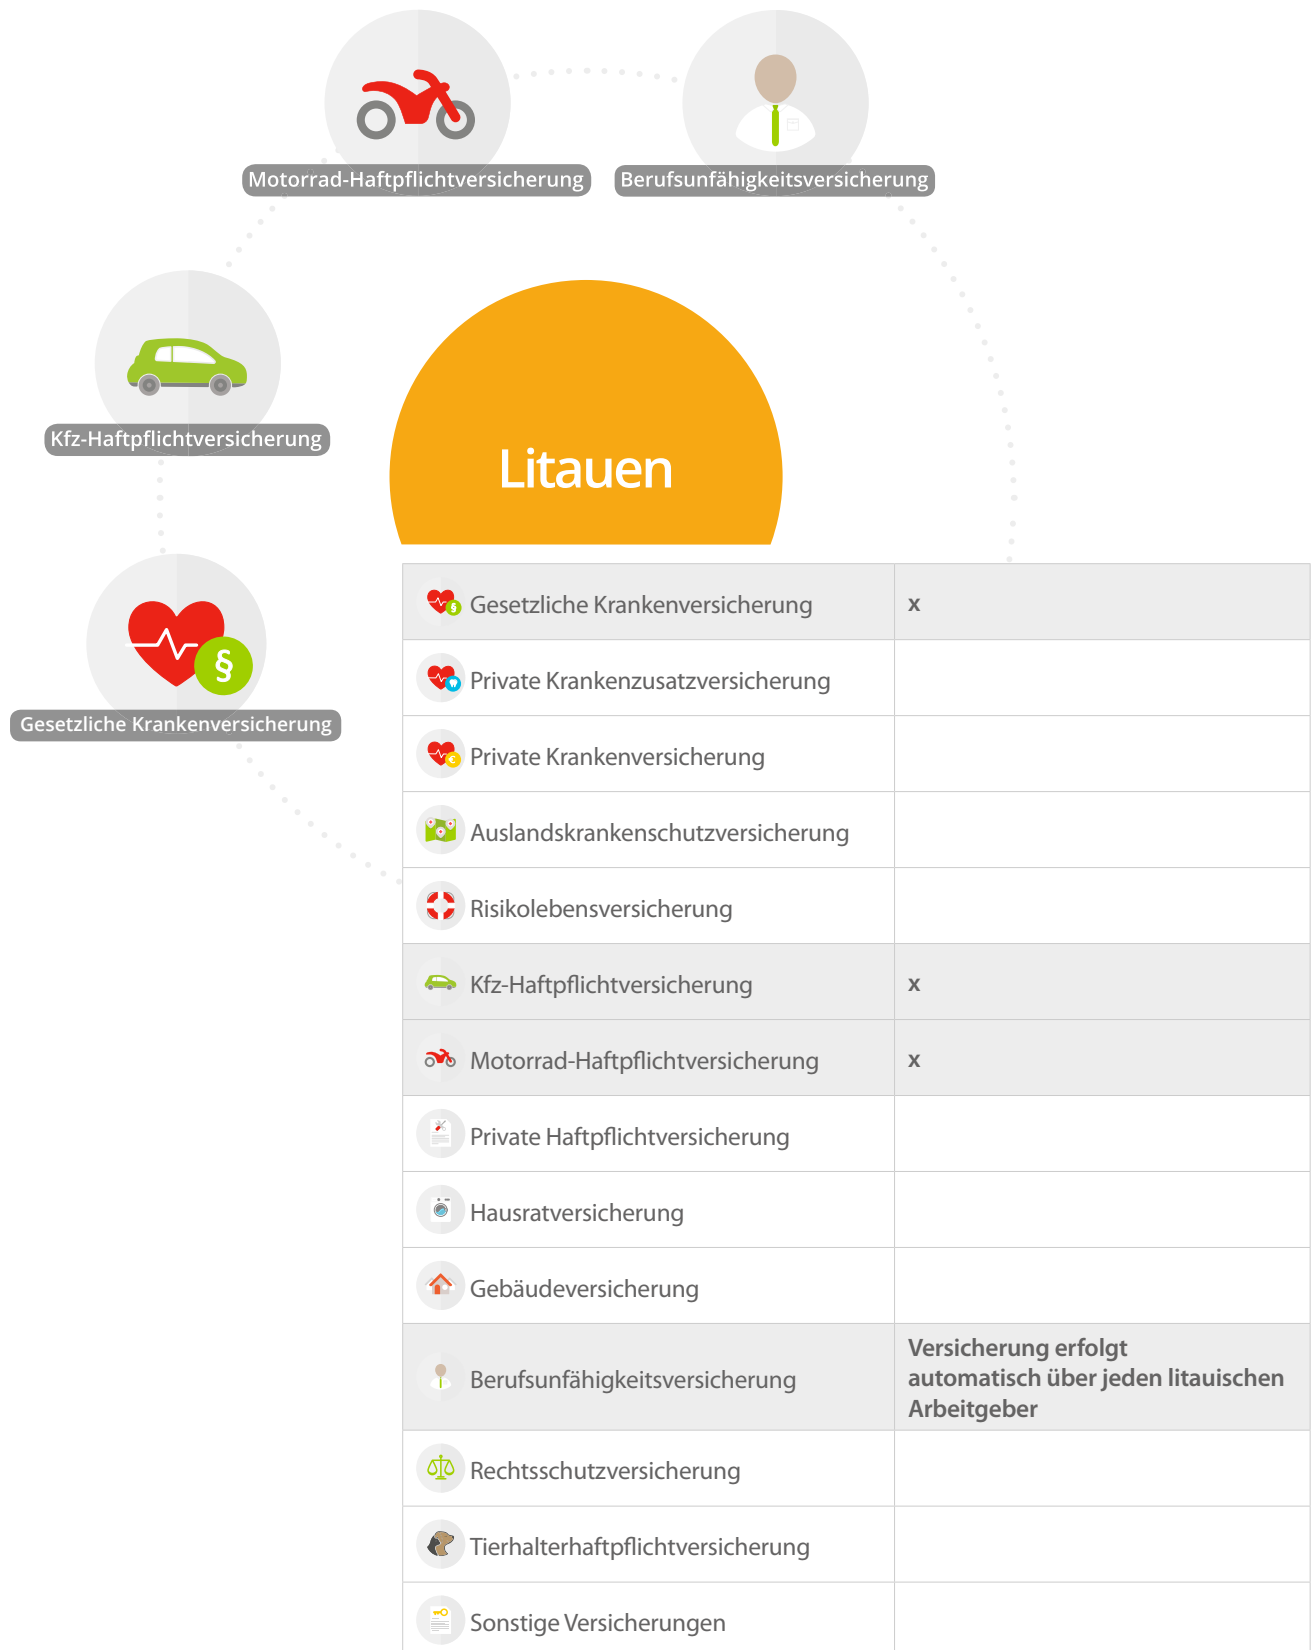 Motorrad-Haftpflichtversicherung
Berufsunfähigkeitsversicherung
Kfz-Haftpflichtversicherung
Litauen
§
Gesetzliche Krankenversicherung
§ Gesetzliche Krankenversicherung x
Private Krankenzusatzversicherung
€ Private Krankenversicherung
Auslandskrankenschutzversicherung
Risikolebensversicherung
Kfz-Haftpflichtversicherung x
Motorrad-Haftpflichtversicherung x
Private Haftpflichtversicherung
Hausratversicherung
Gebäudeversicherung
Berufsunfähigkeitsversicherung
Versicherung erfolgt
automatisch über jeden litauischen
Arbeitgeber
Rechtsschutzversicherung
Tierhalterhaftpflichtversicherung
Sonstige Versicherungen